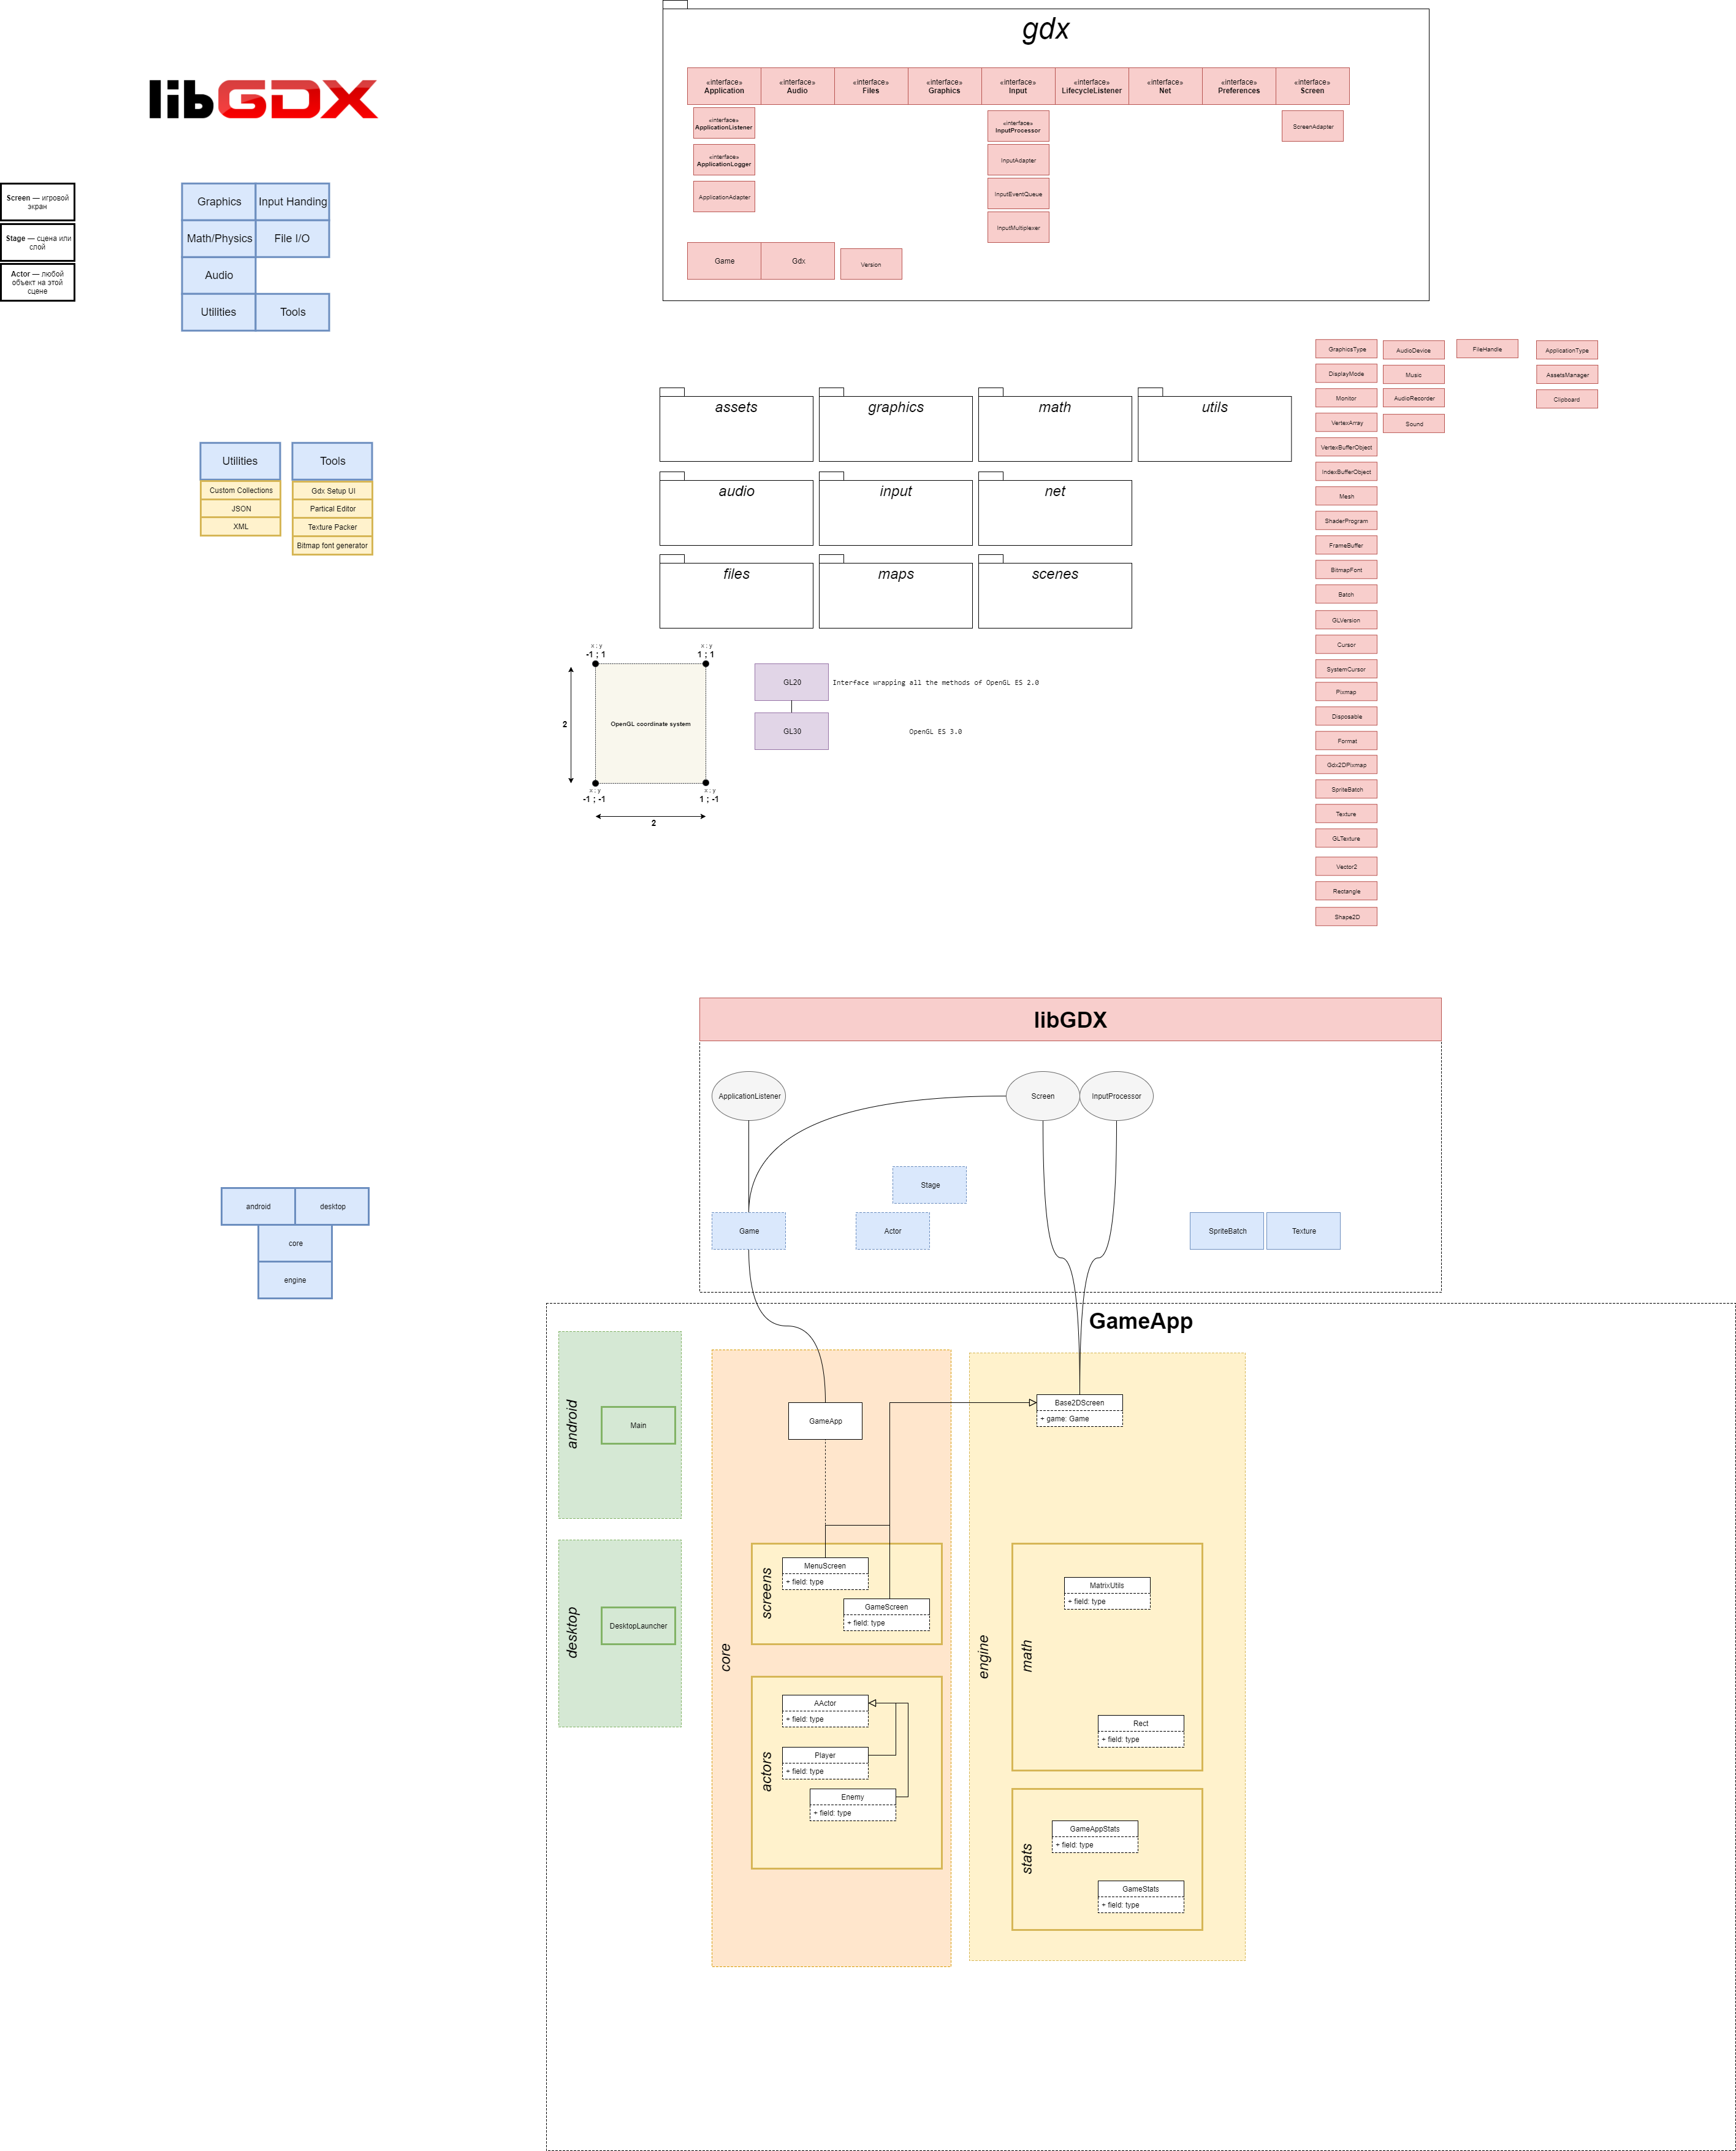 libGDX
Screen — игровой
экран
Stage — сцена или
слой
Actor — любой
объект на этой
сцене
Graphics
Input Handing
Math/Physics
File I/O
Audio
Utilities
Tools
Utilities
Custom Collections
JSON
XML
Tools
Gdx Setup UI
Partical Editor
Texture Packer
Bitmap font generator
gdx
«interface»
Application
«interface»
Audio
«interface»
Files
«interface»
Graphics
«interface»
Input
«interface»
LifecycleListener
«interface»
Net
«interface»
Preferences
«interface»
Screen
«interface»
ApplicationListener
«interface»
ApplicationLogger
ApplicationAdapter
«interface»
InputProcessor
InputAdapter
InputEventQueue
InputMultiplexer
ScreenAdapter
Game
Gdx
Version
assets
graphics
math
utils
audio
input
net
files
maps
scenes
GraphicsType
DisplayMode
Monitor
VertexArray
VertexBufferObject
IndexBufferObject
Mesh
ShaderProgram
FrameBuffer
BitmapFont
Batch
GLVersion
Cursor
SystemCursor
Pixmap
Disposable
Format
Gdx2DPixmap
SpriteBatch
Texture
GLTexture
Vector2
Rectangle
Shape2D
AudioDevice
Music
AudioRecorder
Sound
FileHandle
ApplicationType
AssetsManager
Clipboard
x ; y
-1 ; 1
x ; y
1 ; 1
2
OpenGL coordinate system
x ; y
-1 ; -1
x ; y
1 ; -1
2
GL20
Interface wrapping all the methods of OpenGL ES 2.0
GL30
OpenGL ES 3.0
libGDX
ApplicationListener
Screen
InputProcessor
Stage
Game
Actor
SpriteBatch
Texture
android
desktop
core
engine
GameApp
android
Main
desktop
DesktopLauncher
core
GameApp
screens
MenuScreen
+ field: type
GameScreen
+ field: type
actors
AActor
+ field: type
Player
+ field: type
Enemy
+ field: type
engine
Base2DScreen
+ game: Game
math
MatrixUtils
+ field: type
Rect
+ field: type
stats
GameAppStats
+ field: type
GameStats
+ field: type